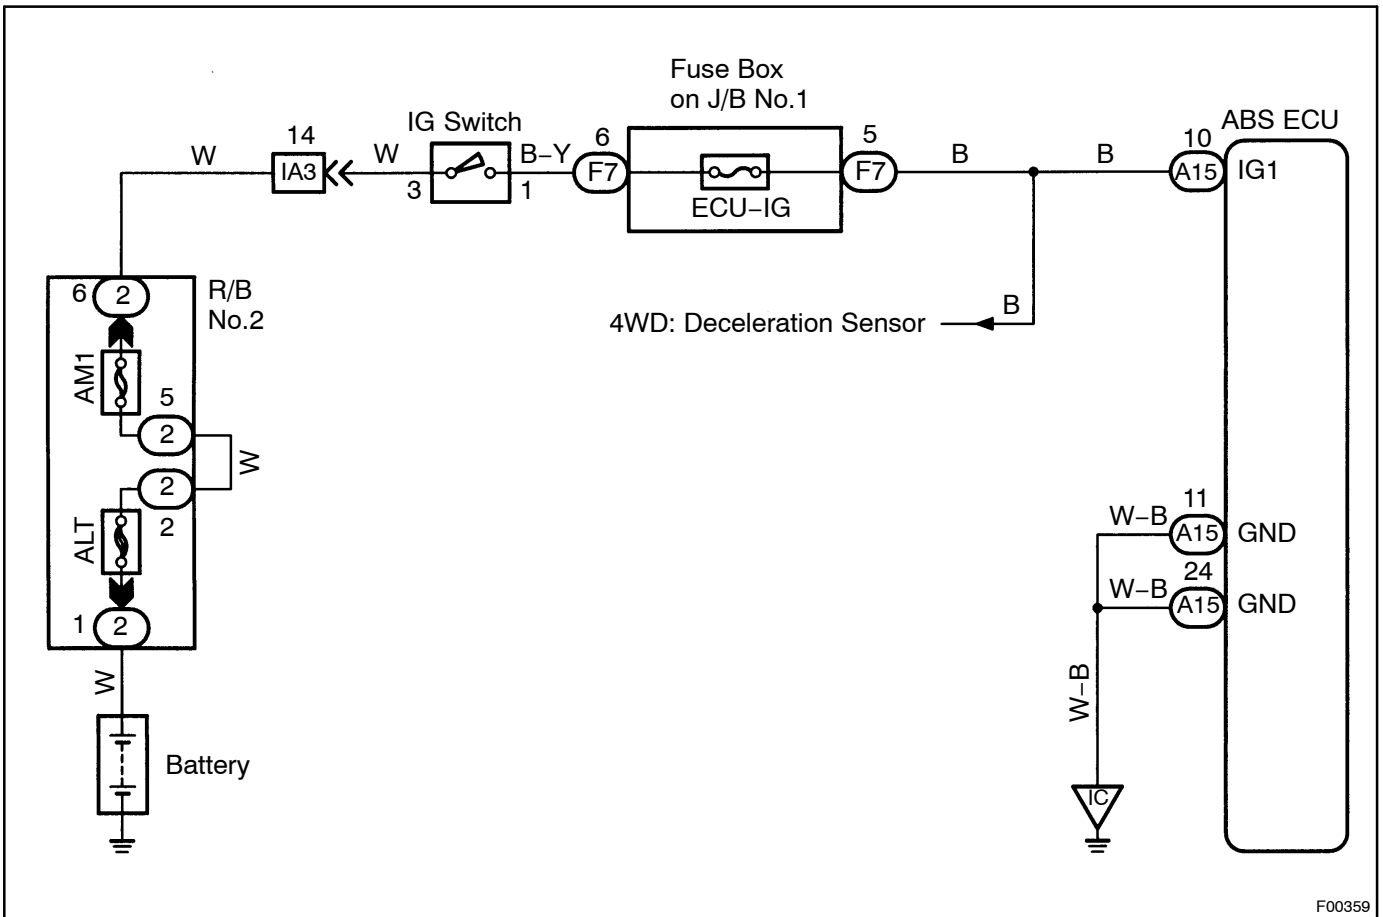 Fuse Box
on J/B No.1
IG Switch
ABS ECU
W
14
IA3
W
3
1
B–Y
6
F7
ECU–IG
5
F7
B
B
10
A15
IG1
B
4WD: Deceleration Sensor
6
2
R/B
No.2
AM1
5
2
W
2
2
ALT
1
2
W
Battery
W–B
11
A15
GND
W–B
24
A15
GND
W–B
IC
F00359